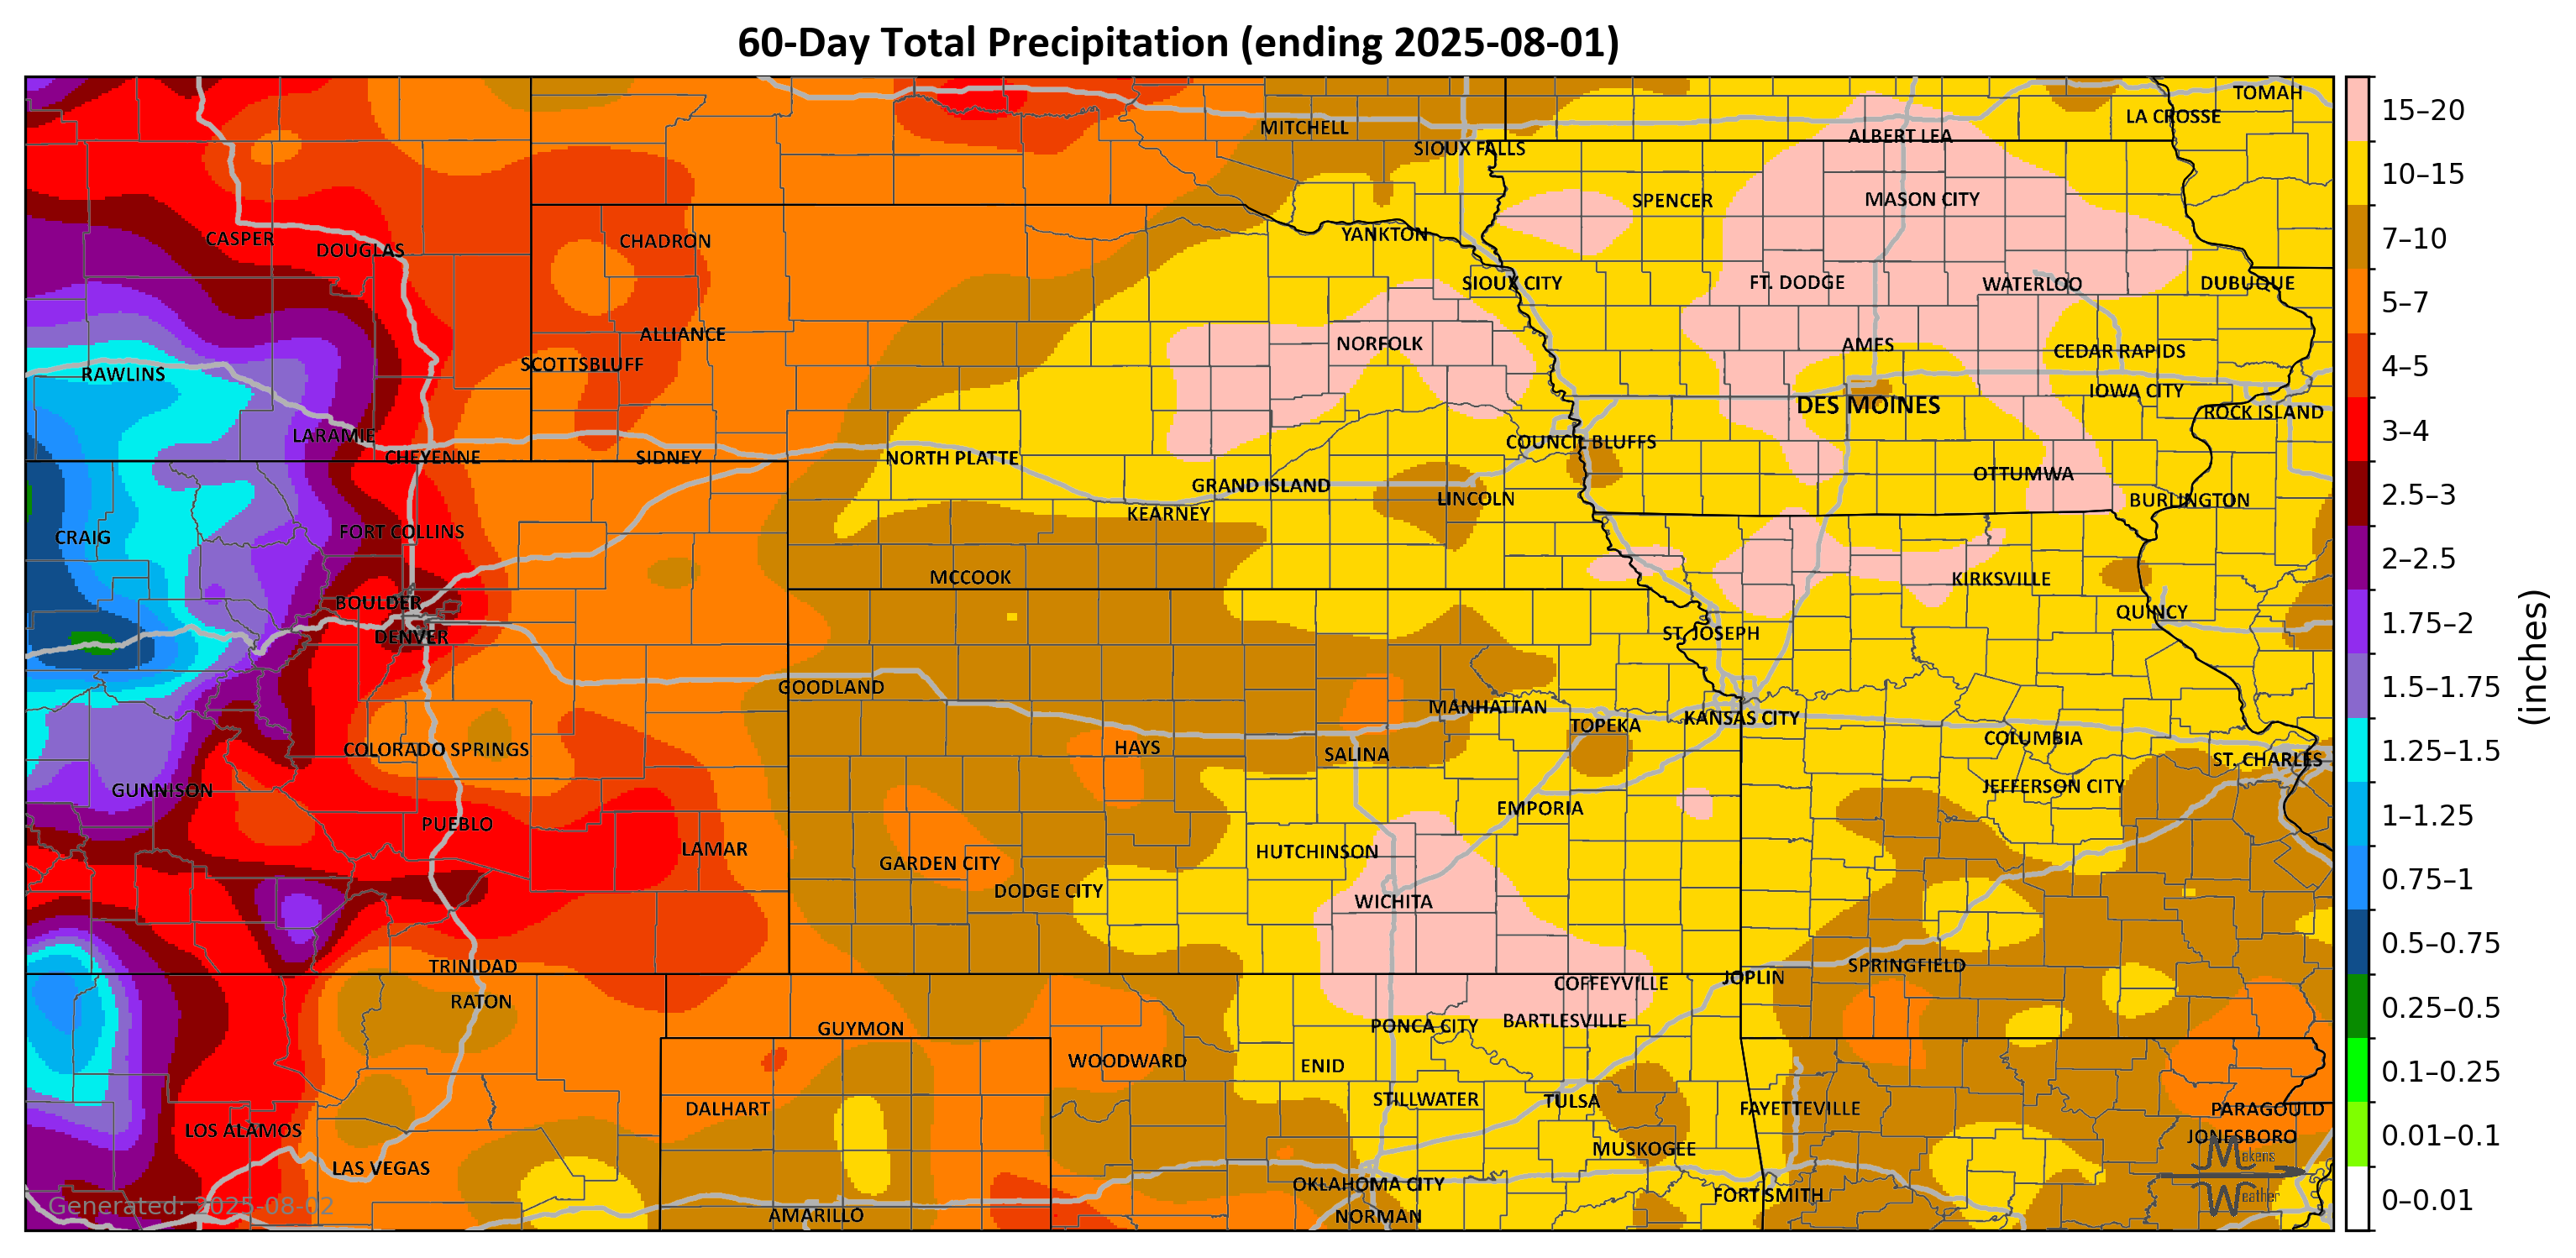 60-Day Total Precipitation (ending 2025-08-01)
TOMAH
LA CROSSE
MITCHELL
ALBERT LEA
SIOUX FALLS
SPENCER
MASON CITY
CASPER
DOUGLAS
CHADRON
YANKTON
SIOUX CITY
FT. DODGE
WATERLOO
DUBUQUE
ALLIANCE
NORFOLK
AMES
CEDAR RAPIDS
SCOTTSBLUFF
RAWLINS
IOWA CITY
DES MOINES
ROCK ISLAND
LARAMIE
COUNCIL BLUFFS
CHEYENNE
SIDNEY
NORTH PLATTE
OTTUMWA
GRAND ISLAND
LINCOLN
BURLINGTON
KEARNEY
FORT COLLINS
CRAIG
MCCOOK
KIRKSVILLE
BOULDER
QUINCY
DENVER
ST. JOSEPH
GOODLAND
MANHATTAN
TOPEKA
KANSAS CITY
COLUMBIA
COLORADO SPRINGS
HAYS
SALINA
ST. CHARLES
GUNNISON
JEFFERSON CITY
EMPORIA
PUEBLO
LAMAR
HUTCHINSON
GARDEN CITY
DODGE CITY
WICHITA
TRINIDAD
SPRINGFIELD
JOPLIN
COFFEYVILLE
RATON
BARTLESVILLE
GUYMON
PONCA CITY
WOODWARD
ENID
STILLWATER
TULSA
DALHART
FAYETTEVILLE
PARAGOULD
LOS ALAMOS
JONESBORO
MUSKOGEE
LAS VEGAS
OKLAHOMA CITY
FORT SMITH
AMARILLO
NORMAN
Generated: 2025-08-02
Makens
Weather
15–20
10–15
7–10
5–7
4–5
3–4
2.5–3
2–2.5
1.75–2
1.5–1.75
1.25–1.5
1–1.25
0.75–1
0.5–0.75
0.25–0.5
0.1–0.25
0.01–0.1
0–0.01
(inches)